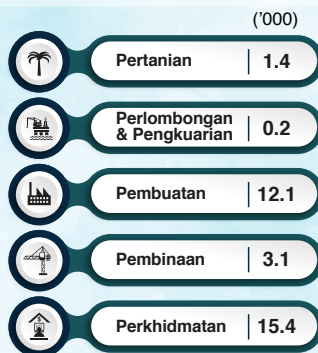 ('000)
Pertanian 1.4
Perlombongan
& Pengkuarian 0.2
Pembuatan 12.1
Pembinaan 3.1
Perkhidmatan 15.4